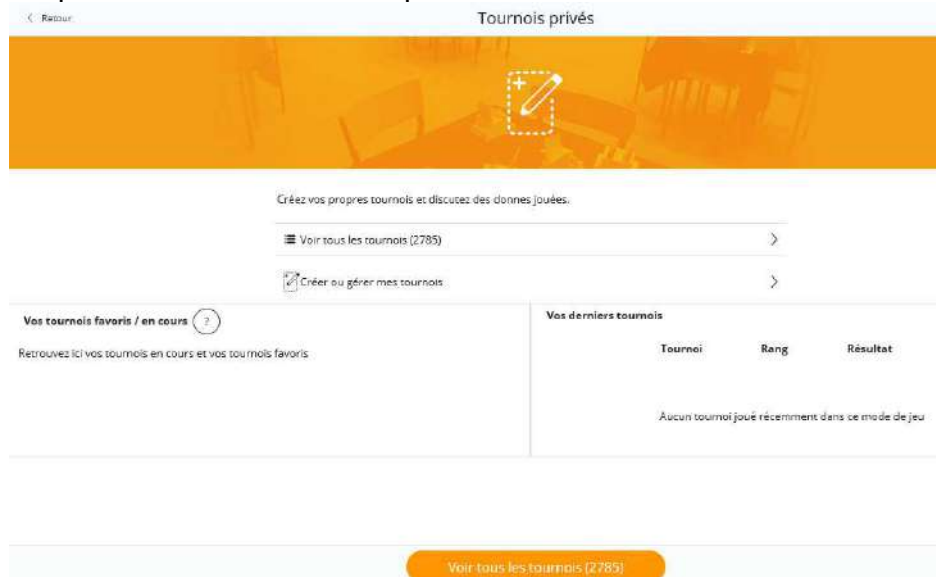 Retour
Tournois privés
Créez vos propres tournois et discutez des donnes jouées.
Voir tous les tournois (2785)
Créer ou gérer mes tournois
Vos tournois favoris / en cours ?
Retrouvez ici vos tournois en cours et vos tournois favoris
Vos derniers tournois
Tournoi Rang Résultat
Aucun tournoi joué récemment dans ce mode de jeu
Voir tous les tournois (2785)